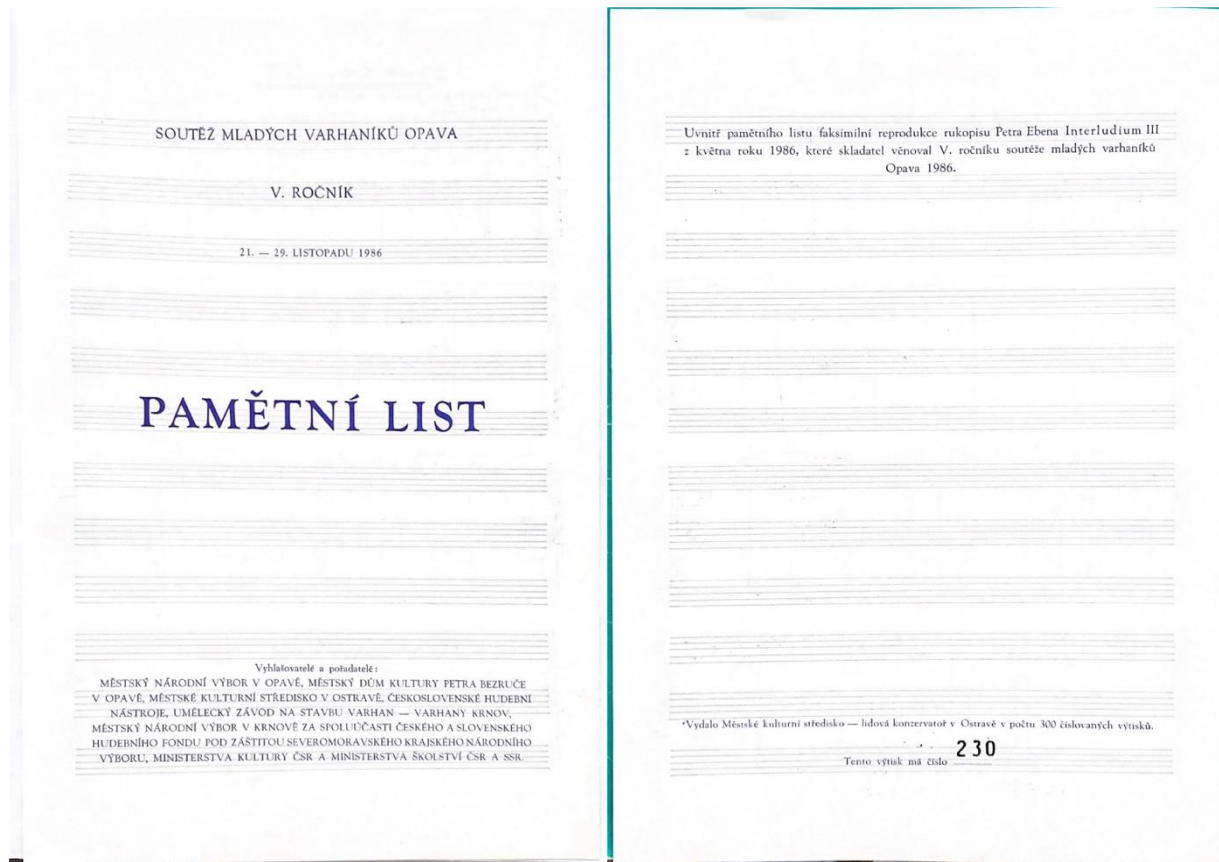 SOUTĚŽ MLADÝCH VARHANÍKŮ OPAVA
V. ROČNÍK
21. — 29. LISTOPADU 1986
PAMĚTNÍ LIST
Vyhlašovatelé a pořadatelé:
MĚSTSKÝ NÁRODNÍ VÝBOR V OPAVĚ, MĚSTSKÝ DŮM KULTURY PETRA BEZRUČE
V OPAVĚ, MĚSTSKÉ KULTURNÍ STŘEDISKO V OSTRAVĚ, ČESKOSLOVENSKÉ HUDEBNÍ
NÁSTROJE, UMĚLECKÝ ZÁVOD NA STAVBU VARHAN — VARHANY KRNOV,
MĚSTSKÝ NÁRODNÍ VÝBOR V KRNOVĚ ZA SPOLUÚČASTI ČESKÉHO A SLOVENSKÉHO
HUDEBNÍHO FONDU POD ZÁŠTITOU SEVEROMORAVSKÉHO KRAJSKÉHO NÁRODNÍHO
VÝBORU, MINISTERSTVA KULTURY ČSR A MINISTERSTVA ŠKOLSTVÍ ČSR A SSR.
Uvnitř pamětního listu faksimilní reprodukce rukopisu Petra Ebena Interludium III
z května roku 1986, které skladatel věnoval V. ročníku soutěže mladých varhaníků
Opava 1986.
Vydalo Městské kulturní středisko — lidová konzervatoř v Ostravě v počtu 300 číslovaných výtisků.
Tento výtisk má číslo 230